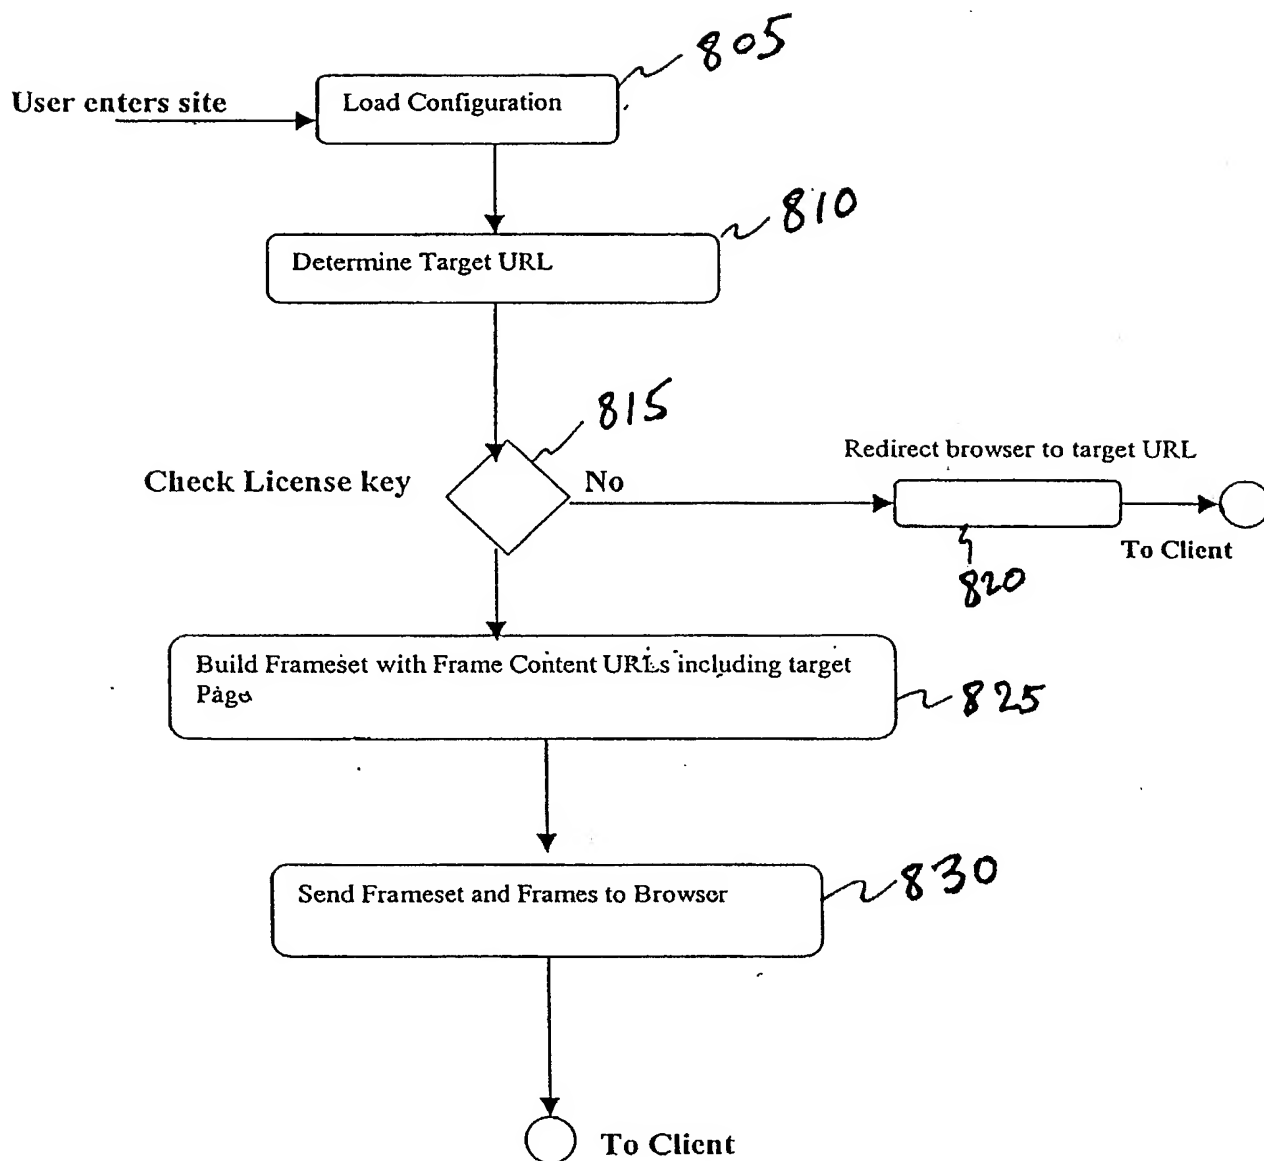 805
User enters site
Load Configuration
810
Determine Target URL
815
Check License key
No
Redirect browser to target URL
To Client
820
Build Frameset with Frame Content URLs including target
Page
825
Send Frameset and Frames to Browser
830
To Client